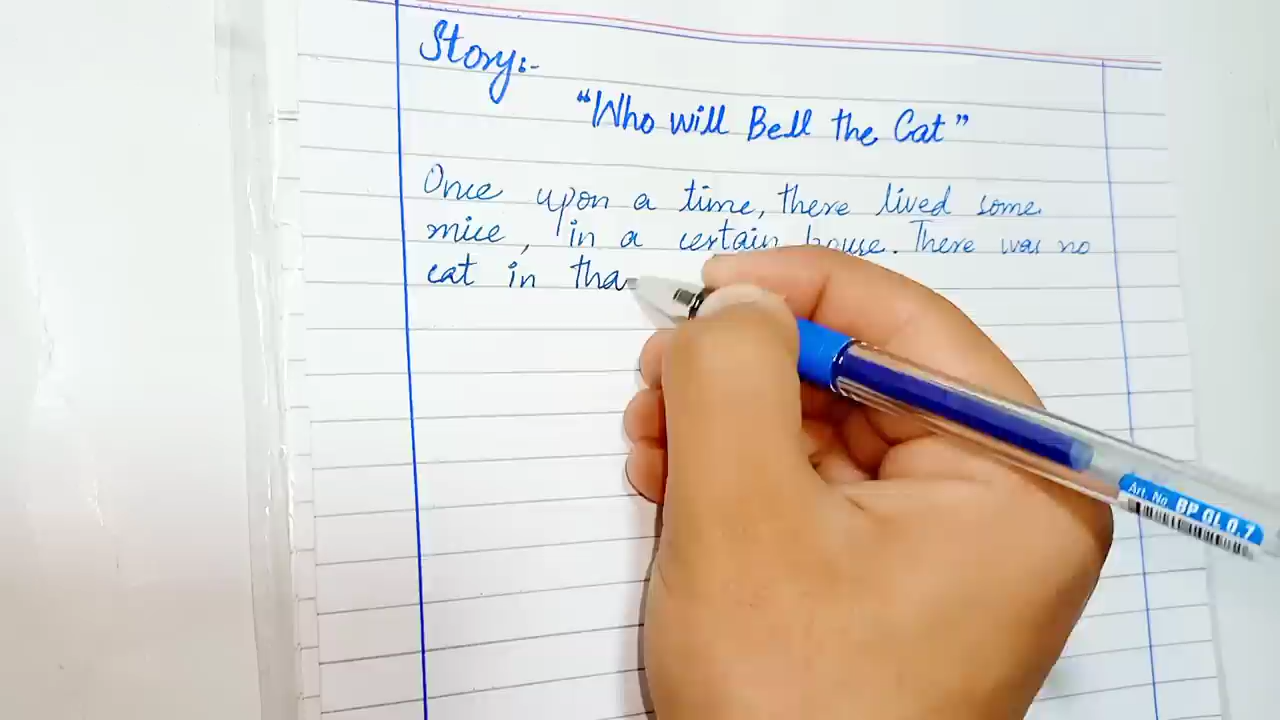 Story:-
"Who will Bell the Cat"
Once upon a time, there lived some
mice, in a certain house. There was no
cat in tha
Art. No. BP GL 0.7